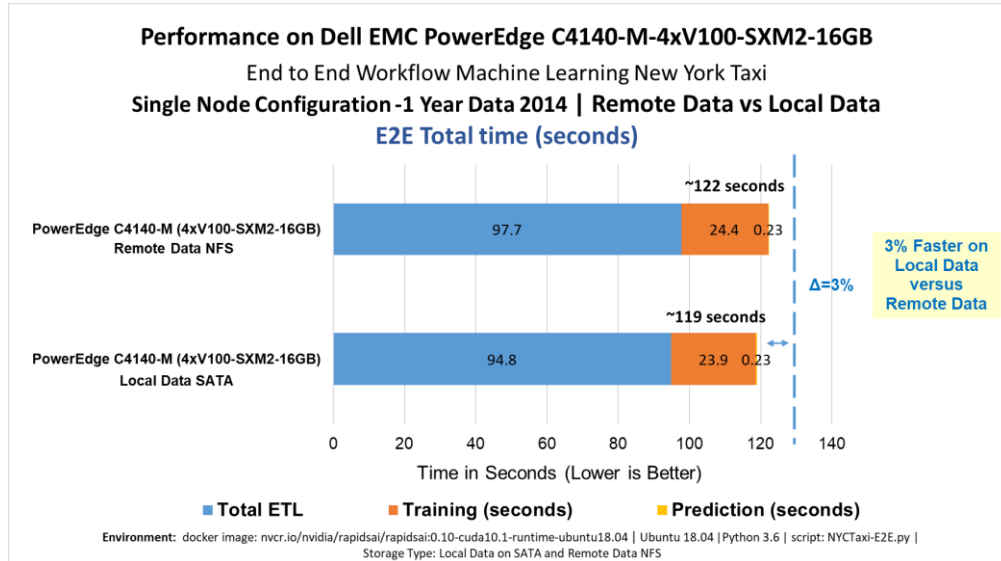 Performance on Dell EMC PowerEdge C4140-M-4xV100-SXM2-16GB
End to End Workflow Machine Learning New York Taxi
Single Node Configuration -1 Year Data 2014 | Remote Data vs Local Data
E2E Total time (seconds)
~122 seconds
PowerEdge C4140-M (4xV100-SXM2-16GB)
Remote Data NFS
97.7
24.4
0.23
3% Faster on
Local Data
versus
Remote Data
Δ=3%
~119 seconds
PowerEdge C4140-M (4xV100-SXM2-16GB)
Local Data SATA
94.8
23.9
0.23
0 20 40 60 80 100 120 140
Time in Seconds (Lower is Better)
Total ETL
Training (seconds)
Prediction (seconds)
Environment: docker image: nvcr.io/nvidia/rapidsai/rapidsai:0.10-cuda10.1-runtime-ubuntu18.04 | Ubuntu 18.04 |Python 3.6 | script: NYCTaxi-E2E.py |
Storage Type: Local Data on SATA and Remote Data NFS